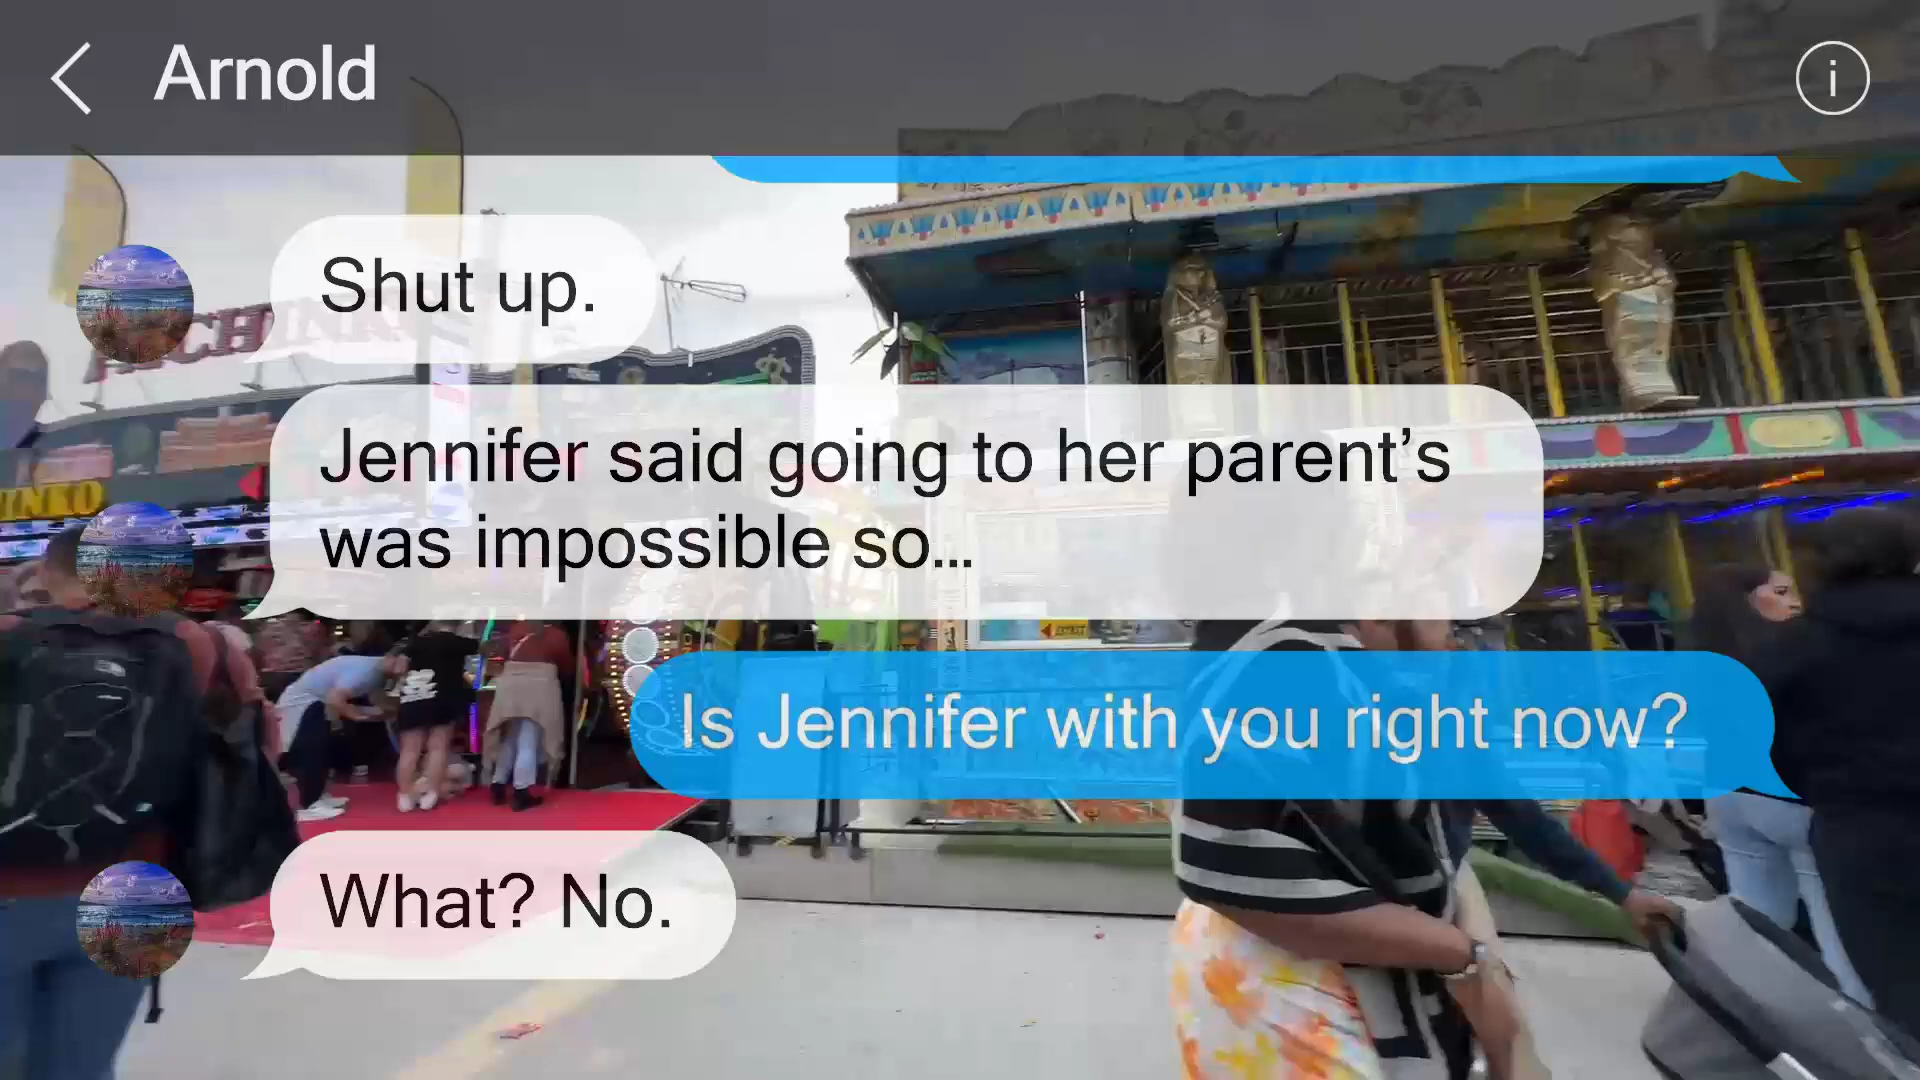 Arnold
Shut up.
Jennifer said going to her parent’s
was impossible so...
Is Jennifer with you right now?
What? No.